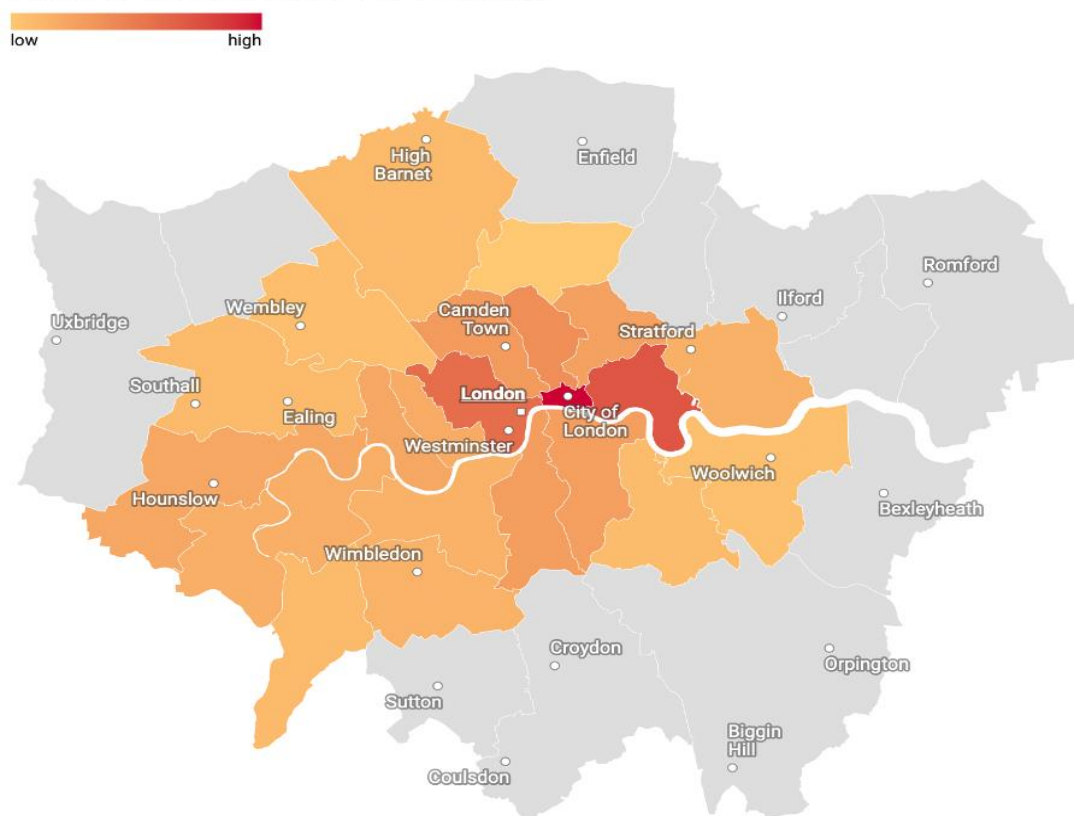 low high
High
Barnet
Enfield
Romford
Ilford
Uxbridge
Wembley
Camden
Town
Stratford
Southall
Ealing
London
City of
London
Westminster
Woolwich
Hounslow
Bexleyheath
Wimbledon
Croydon
Orpington
Sutton
Biggin
Hill
Coulsdon